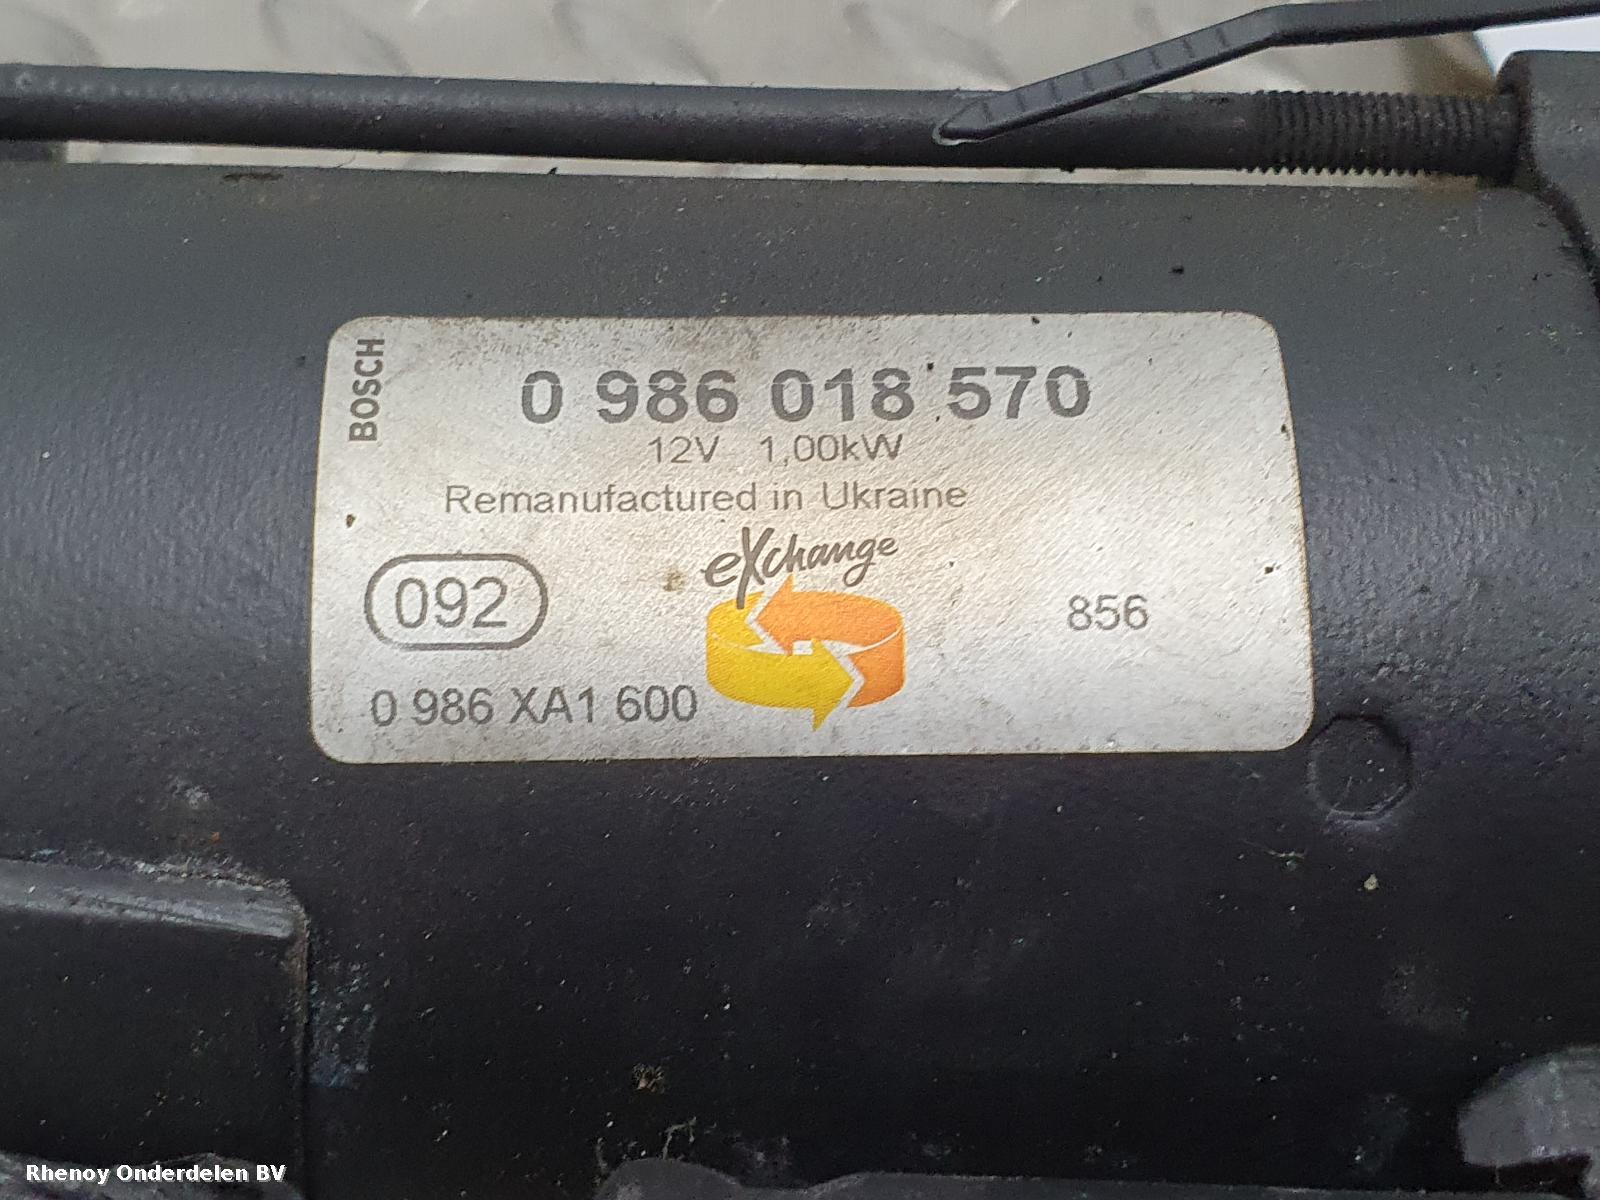 BOSCH
0 986 018 570
12V 1,00kW
Remanufactured in Ukraine
eXchange
092
856
0 986 XA1 600
Rhenoy Onderdelen BV